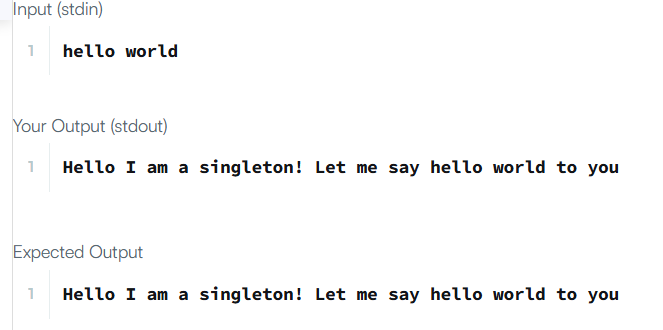 Input (stdin)
1 hello world
Your Output (stdout)
1 Hello I am a singleton! Let me say hello world to you
Expected Output
1 Hello I am a singleton! Let me say hello world to you